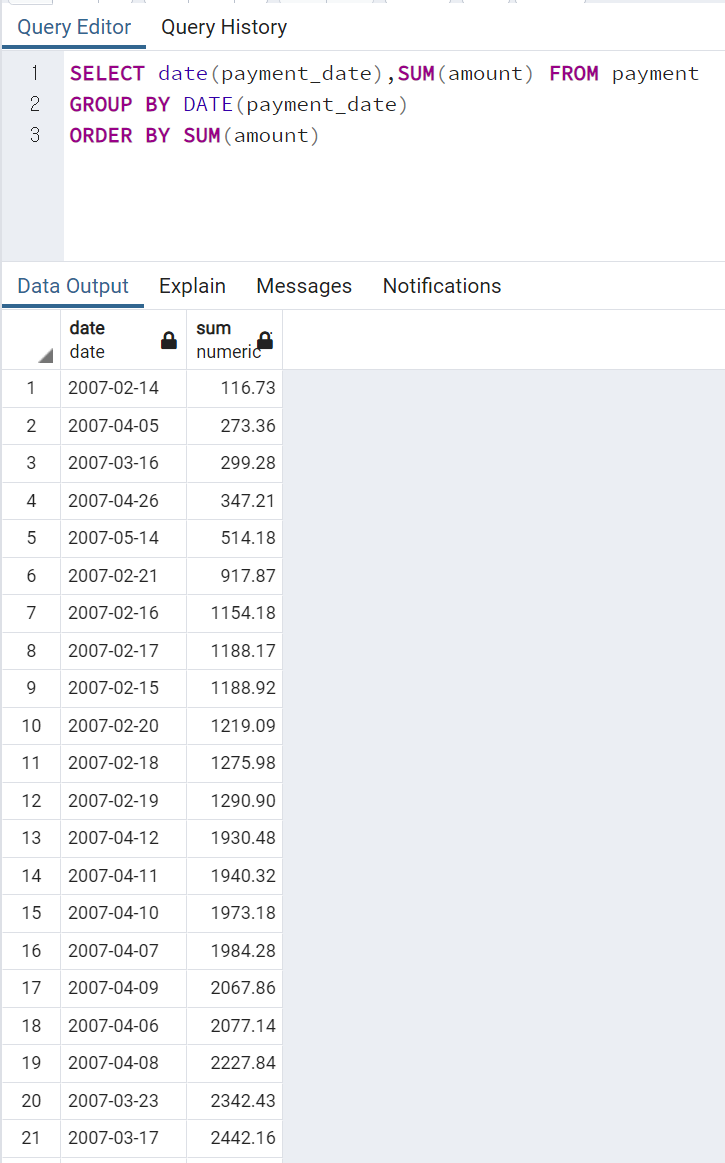 Query Editor Query History
1 SELECT date(payment_date),SUM(amount) FROM payment
2 GROUP BY DATE(payment_date)
3 ORDER BY SUM(amount)
Data Output Explain Messages Notifications
date sum
date numeric
1 2007-02-14 116.73
2 2007-04-05 273.36
3 2007-03-16 299.28
4 2007-04-26 347.21
5 2007-05-14 514.18
6 2007-02-21 917.87
7 2007-02-16 1154.18
8 2007-02-17 1188.17
9 2007-02-15 1188.92
10 2007-02-20 1219.09
11 2007-02-18 1275.98
12 2007-02-19 1290.90
13 2007-04-12 1930.48
14 2007-04-11 1940.32
15 2007-04-10 1973.18
16 2007-04-07 1984.28
17 2007-04-09 2067.86
18 2007-04-06 2077.14
19 2007-04-08 2227.84
20 2007-03-23 2342.43
21 2007-03-17 2442.16